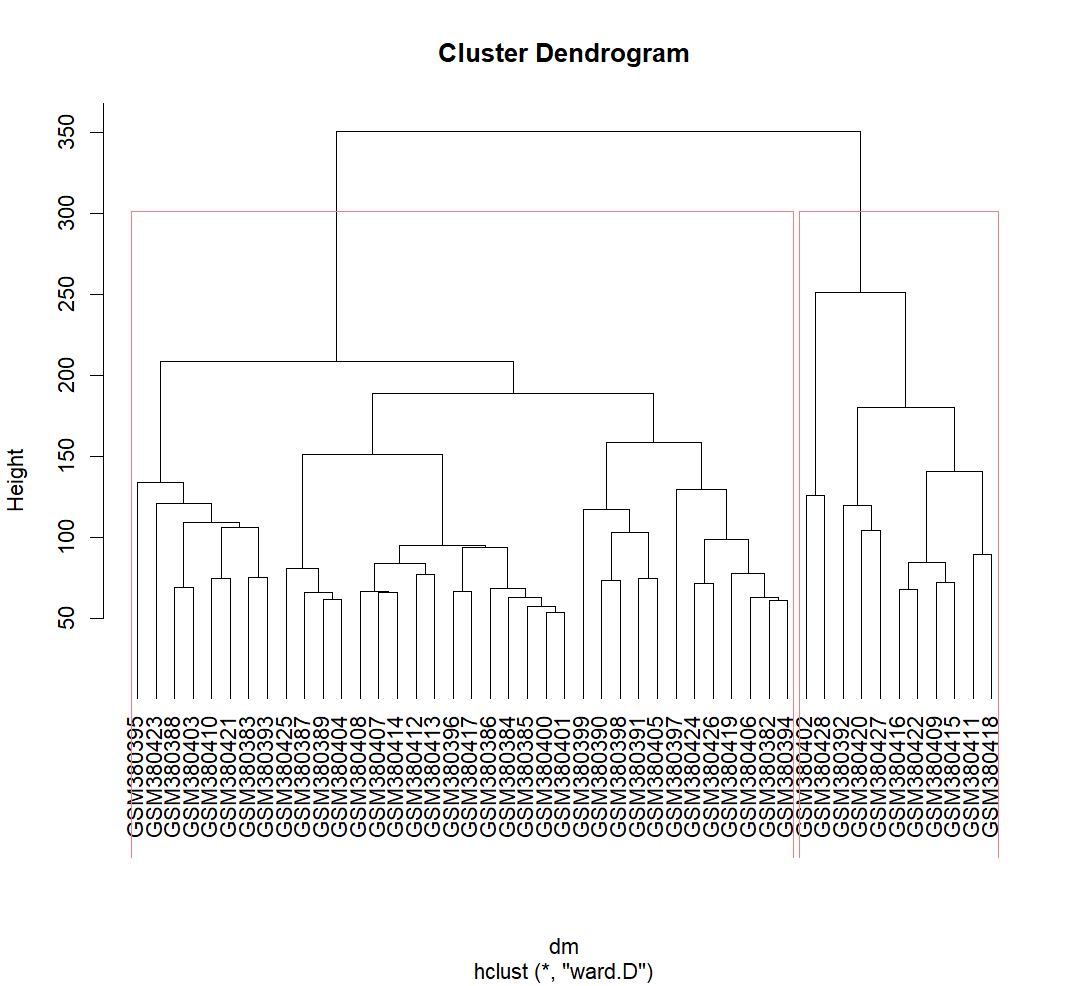 Cluster Dendrogram
Height
350
300
250
200
150
100
50
GSM380395
GSM380423
GSM380388
GSM380403
GSM380410
GSM380421
GSM380383
GSM380393
GSM380425
GSM380387
GSM380389
GSM380404
GSM380408
GSM380407
GSM380414
GSM380412
GSM380413
GSM380396
GSM380417
GSM380386
GSM380384
GSM380385
GSM380400
GSM380401
GSM380399
GSM380390
GSM380398
GSM380391
GSM380405
GSM380397
GSM380424
GSM380426
GSM380419
GSM380406
GSM380382
GSM380394
GSM380402
GSM380428
GSM380392
GSM380420
GSM380427
GSM380416
GSM380422
GSM380409
GSM380415
GSM380411
GSM380418
dm
hclust (*, "ward.D")